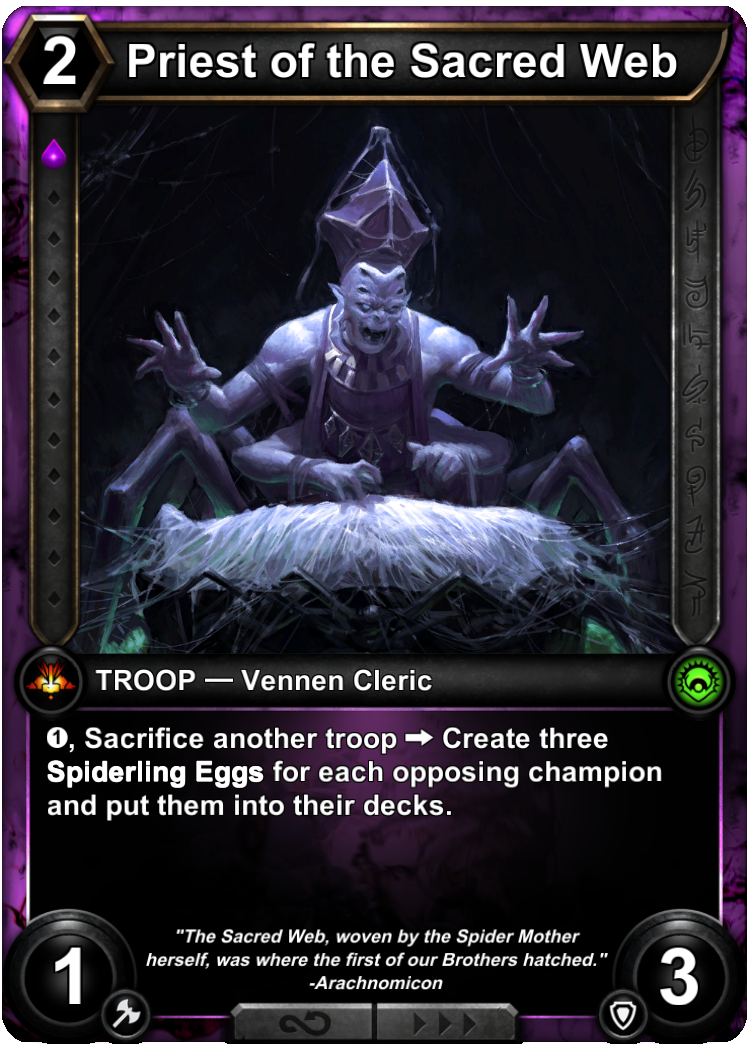 2
Priest of the Sacred Web
TROOP — Vennen Cleric
❶, Sacrifice another troop → Create three
Spiderling Eggs for each opposing champion
and put them into their decks.
"The Sacred Web, woven by the Spider Mother
herself, was where the first of our Brothers hatched."
-Arachnomicon
1
3